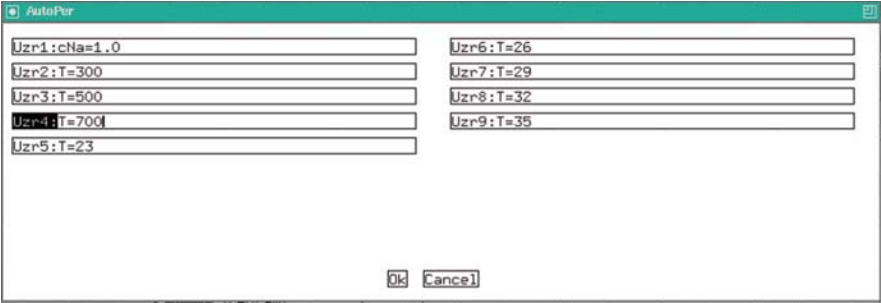 AutoPer
Uzr1:cNa=1.0
Uzr2:T=300
Uzr3:T=500
Uzr4:T=700
Uzr5:T=23
Uzr6:T=26
Uzr7:T=29
Uzr8:T=32
Uzr9:T=35
Ok Cancel